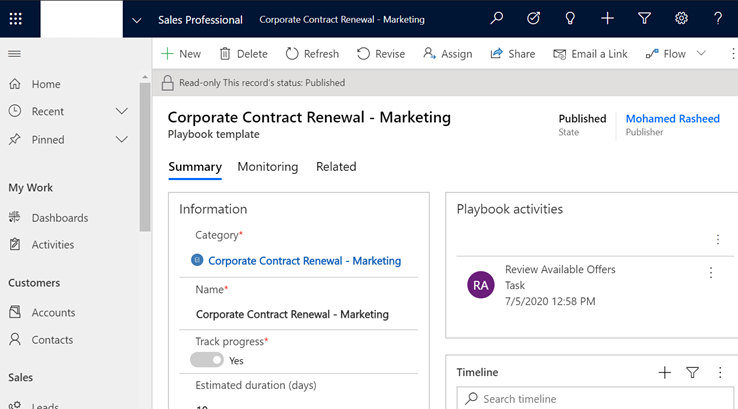 Sales Professional Corporate Contract Renewal - Marketing
New Delete Refresh Revise Assign Share Email a Link Flow
Read-only This record's status: Published
Home
Recent
Pinned
My Work
Dashboards
Activities
Customers
Accounts
Contacts
Sales
Leads
Corporate Contract Renewal - Marketing
Playbook template
Published
State
Mohamed Rasheed
Publisher
Summary Monitoring Related
Information
Category*
Corporate Contract Renewal - Marketing
Name*
Corporate Contract Renewal - Marketing
Track progress*
Yes
Estimated duration (days)
Playbook activities
RA
Review Available Offers
Task
7/5/2020 12:58 PM
Timeline
Search timeline